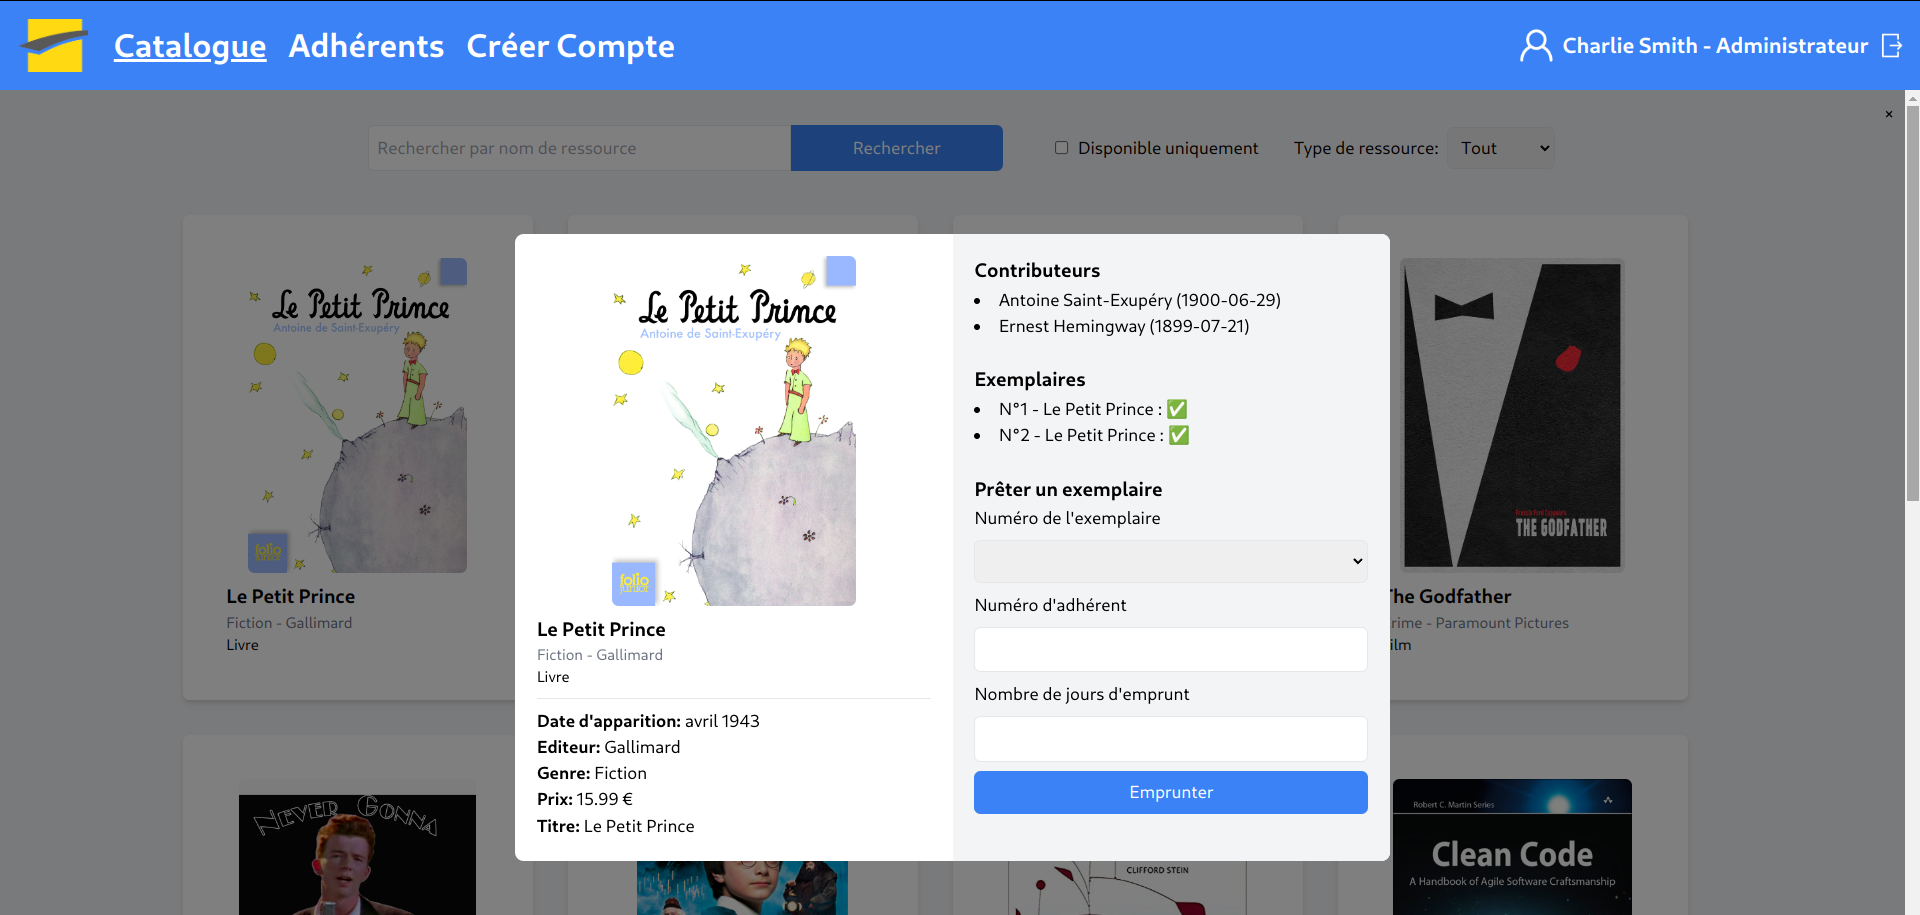 Catalogue Adhérents Créer Compte
Charlie Smith - Administrateur
×
Rechercher par nom de ressource
Rechercher
Disponible uniquement
Type de ressource: Tout
Le Petit Prince
Antoine de Saint-Exupéry
folio
JUNIOR
Le Petit Prince
Fiction - Gallimard
Livre
Le Petit Prince
Antoine de Saint-Exupéry
folio
JUNIOR
Le Petit Prince
Fiction - Gallimard
Livre
Date d'apparition: avril 1943
Editeur: Gallimard
Genre: Fiction
Prix: 15.99 €
Titre: Le Petit Prince
Contributeurs
• Antoine Saint-Exupéry (1900-06-29)
• Ernest Hemingway (1899-07-21)
Exemplaires
• N°1 - Le Petit Prince : ✅
• N°2 - Le Petit Prince : ✅
Prêter un exemplaire
Numéro de l'exemplaire
Numéro d'adhérent
Nombre de jours d'emprunt
Emprunter
Francis Ford Coppola's
THE GODFATHER
The Godfather
rime - Paramount Pictures
ilm
NEVER GONNA
CLIFFORD STEIN
Robert C. Martin Series
Clean Code
A Handbook of Agile Software Craftsmanship